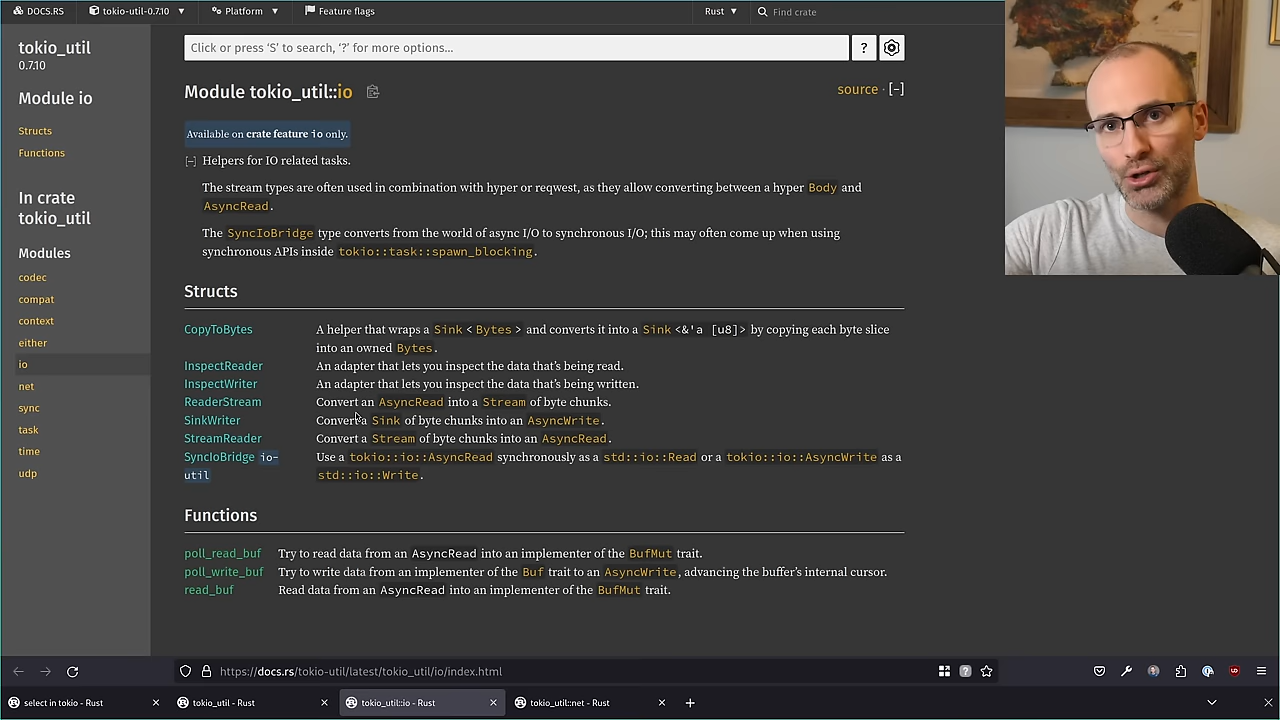 DOCS.RS tokio-util-0.7.10 Platform Feature flags Rust Find crate
tokio_util
0.7.10
Module io
Structs
Functions
In crate
tokio_util
Modules
codec
compat
context
either
io
net
sync
task
time
udp
Click or press ‘S’ to search, ‘?’ for more options…
?
Module tokio_util::io
source · [−]
Available on crate feature io only.
[−] Helpers for IO related tasks.
The stream types are often used in combination with hyper or reqwest, as they allow converting between a hyper Body and
AsyncRead.
The SyncIoBridge type converts from the world of async I/O to synchronous I/O; this may often come up when using
synchronous APIs inside tokio::task::spawn_blocking.
Structs
CopyToBytes A helper that wraps a Sink<Bytes> and converts it into a Sink<&'a [u8]> by copying each byte slice
into an owned Bytes.
InspectReader An adapter that lets you inspect the data that’s being read.
InspectWriter An adapter that lets you inspect the data that’s being written.
ReaderStream Convert an AsyncRead into a Stream of byte chunks.
SinkWriter Convert a Sink of byte chunks into an AsyncWrite.
StreamReader Convert a Stream of byte chunks into an AsyncRead.
SyncIoBridge io- Use a tokio::io::AsyncRead synchronously as a std::io::Read or a tokio::io::AsyncWrite as a
util std::io::Write.
Functions
poll_read_buf Try to read data from an AsyncRead into an implementer of the BufMut trait.
poll_write_buf Try to write data from an implementer of the Buf trait to an AsyncWrite, advancing the buffer’s internal cursor.
read_buf Read data from an AsyncRead into an implementer of the BufMut trait.
https://docs.rs/tokio-util/latest/tokio_util/io/index.html
select in tokio - Rust tokio_util - Rust tokio_util::io - Rust tokio_util::net - Rust